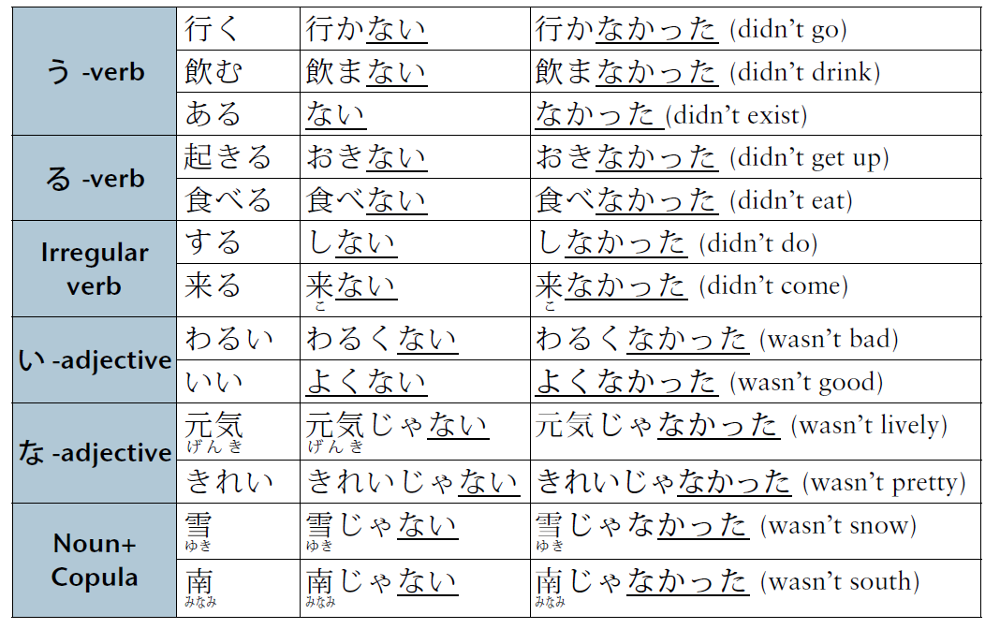 う -verb
行く 行かない 行かなかった (didn't go)
飲む 飲まない 飲まなかった (didn't drink)
ある ない なかった (didn't exist)
る -verb
起きる おきない おきなかった (didn't get up)
食べる 食べない 食べなかった (didn't eat)
Irregular
verb
する しない しなかった (didn't do)
来る 来ない 来なかった (didn't come)
こ こ
い -adjective
わるい わるくない わるくなかった (wasn't bad)
いい よくない よくなかった (wasn't good)
な -adjective
元気 元気じゃない 元気じゃなかった (wasn't lively)
げんき げんき
きれい きれいじゃない きれいじゃなかった (wasn't pretty)
Noun+
Copula
雪 雪じゃない 雪じゃなかった (wasn't snow)
ゆき ゆき ゆき
南 南じゃない 南じゃなかった (wasn't south)
みなみ みなみ みなみ